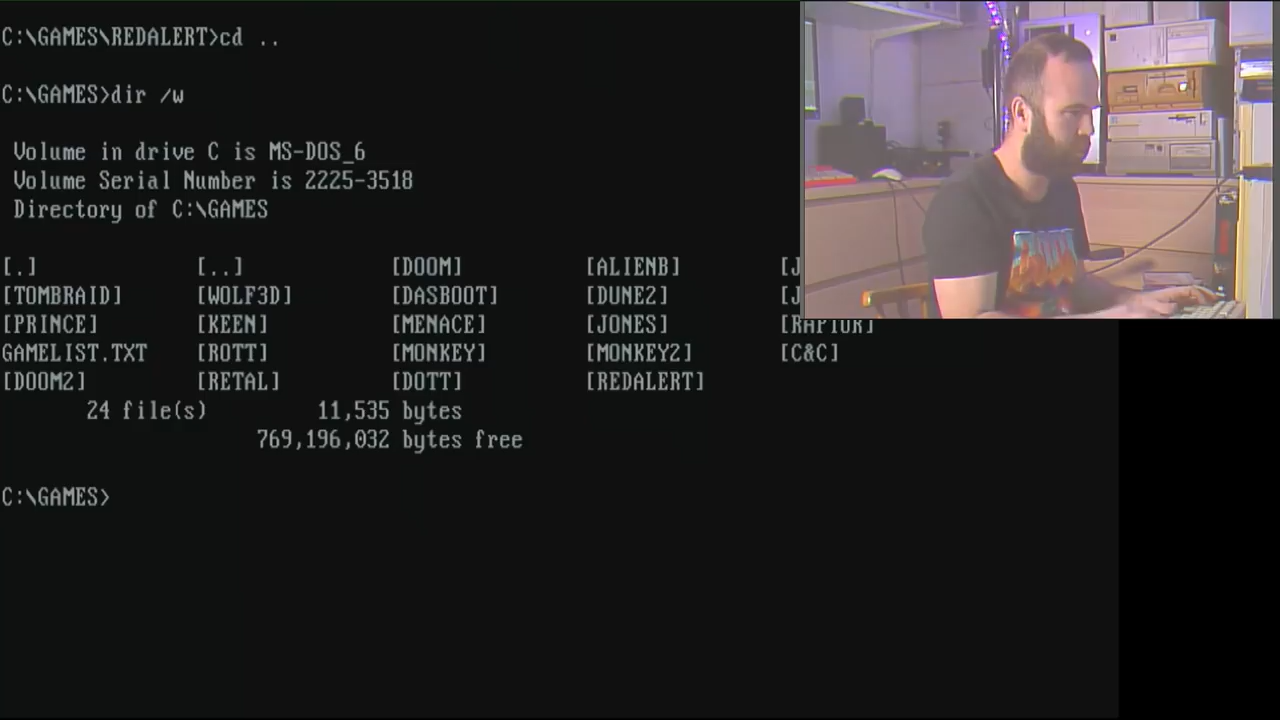 C:\GAMES\REDALERT>cd ..
C:\GAMES>dir /w
Volume in drive C is MS-DOS_6
Volume Serial Number is 2225-3518
Directory of C:\GAMES
[.] [..] [DOOM] [ALIENB] [J
[TOMBRAID] [WOLF3D] [DASBOOT] [DUNE2] [J
[PRINCE] [KEEN] [MENACE] [JONES] [RAPTOR]
GAMELIST.TXT [ROTT] [MONKEY] [MONKEY2] [C&C]
[DOOM2] [RETAL] [DOTT] [REDALERT]
24 file(s) 11,535 bytes
769,196,032 bytes free
C:\GAMES>